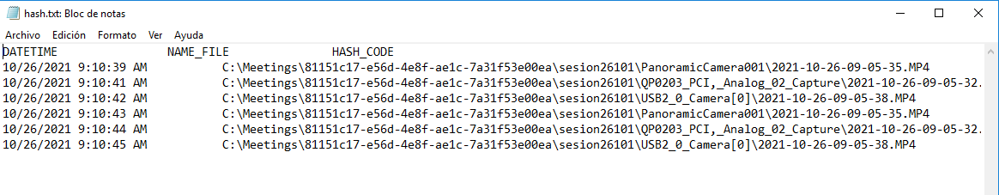 hash.txt: Bloc de notas
Archivo Edición Formato Ver Ayuda
DATETIME NAME_FILE HASH_CODE
10/26/2021 9:10:39 AM C:\Meetings\81151c17-e56d-4e8f-ae1c-7a31f53e00ea\sesion26101\PanoramicCamera001\2021-10-26-09-05-35.MP4
10/26/2021 9:10:41 AM C:\Meetings\81151c17-e56d-4e8f-ae1c-7a31f53e00ea\sesion26101\QP0203_PCI,_Analog_02_Capture\2021-10-26-09-05-32.
10/26/2021 9:10:42 AM C:\Meetings\81151c17-e56d-4e8f-ae1c-7a31f53e00ea\sesion26101\USB2_0_Camera[0]\2021-10-26-09-05-38.MP4
10/26/2021 9:10:43 AM C:\Meetings\81151c17-e56d-4e8f-ae1c-7a31f53e00ea\sesion26101\PanoramicCamera001\2021-10-26-09-05-35.MP4
10/26/2021 9:10:44 AM C:\Meetings\81151c17-e56d-4e8f-ae1c-7a31f53e00ea\sesion26101\QP0203_PCI,_Analog_02_Capture\2021-10-26-09-05-32.
10/26/2021 9:10:45 AM C:\Meetings\81151c17-e56d-4e8f-ae1c-7a31f53e00ea\sesion26101\USB2_0_Camera[0]\2021-10-26-09-05-38.MP4